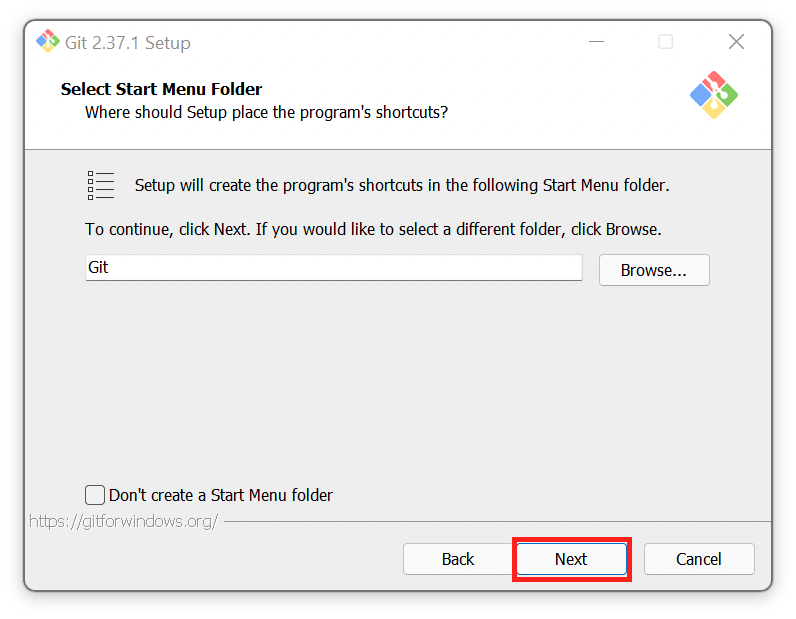 Git 2.37.1 Setup
Select Start Menu Folder
Where should Setup place the program's shortcuts?
Setup will create the program's shortcuts in the following Start Menu folder.
To continue, click Next. If you would like to select a different folder, click Browse.
Git
Browse...
Don't create a Start Menu folder
https://gitforwindows.org/
Back
Next
Cancel